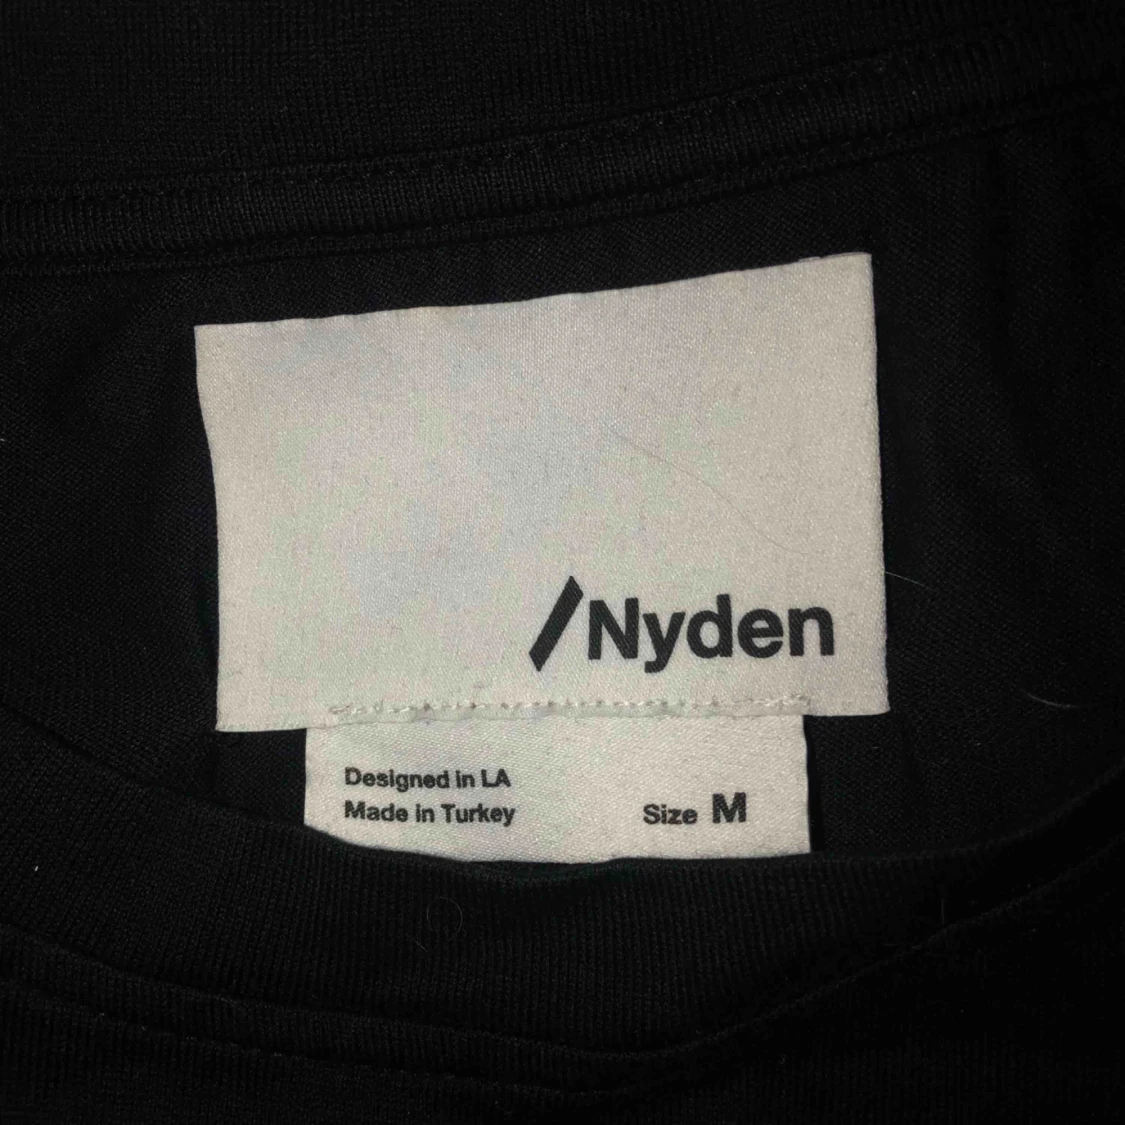 /Nyden
Designed in LA
Made in Turkey
Size M